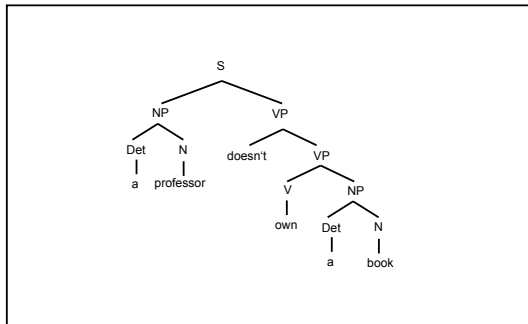 S
NP VP
Det N doesn't VP
a professor V NP
own Det N
a book